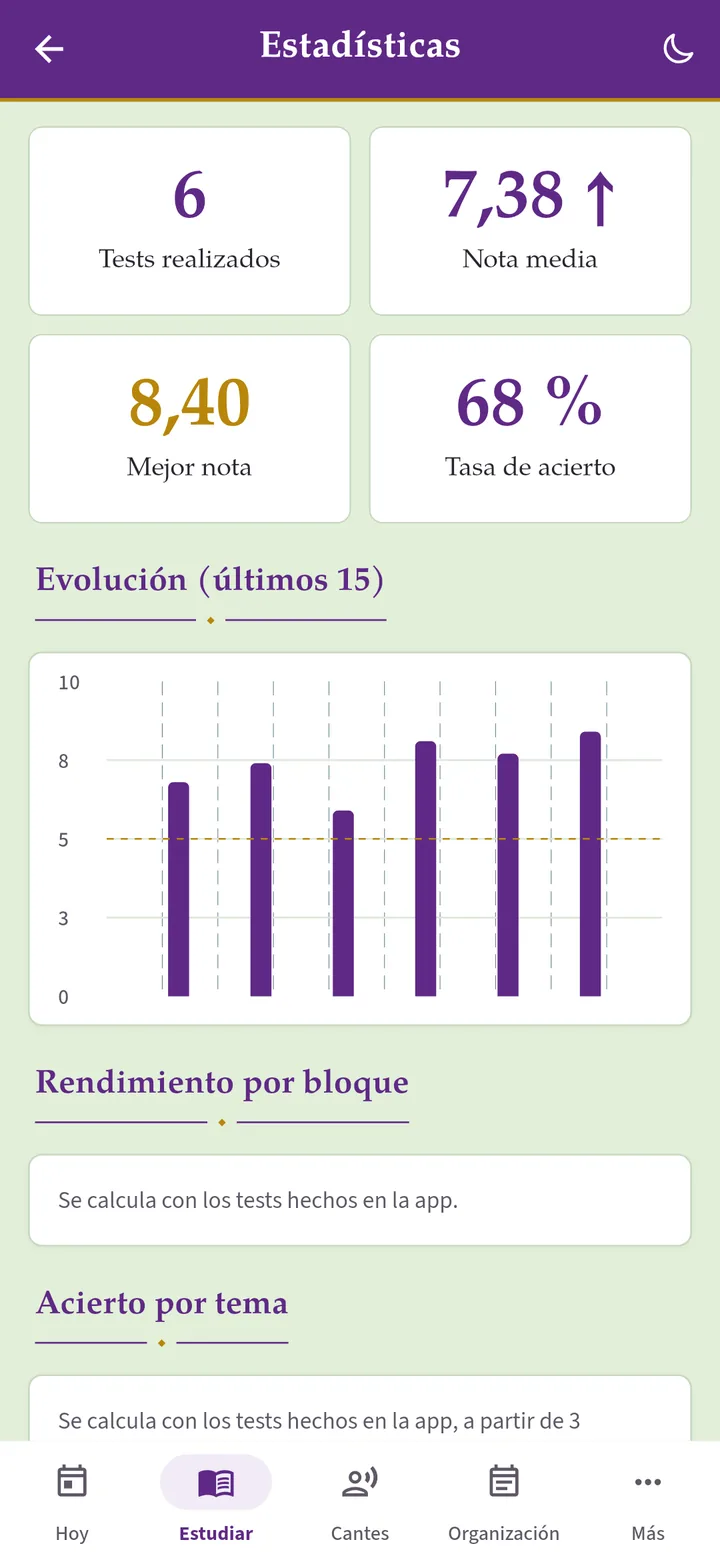 Estadísticas
6
Tests realizados
7,38 ↑
Nota media
8,40
Mejor nota
68 %
Tasa de acierto
Evolución (últimos 15)
10
8
5
3
0
Rendimiento por bloque
Se calcula con los tests hechos en la app.
Acierto por tema
Se calcula con los tests hechos en la app, a partir de 3
Hoy
Estudiar
Cantes
Organización
Más